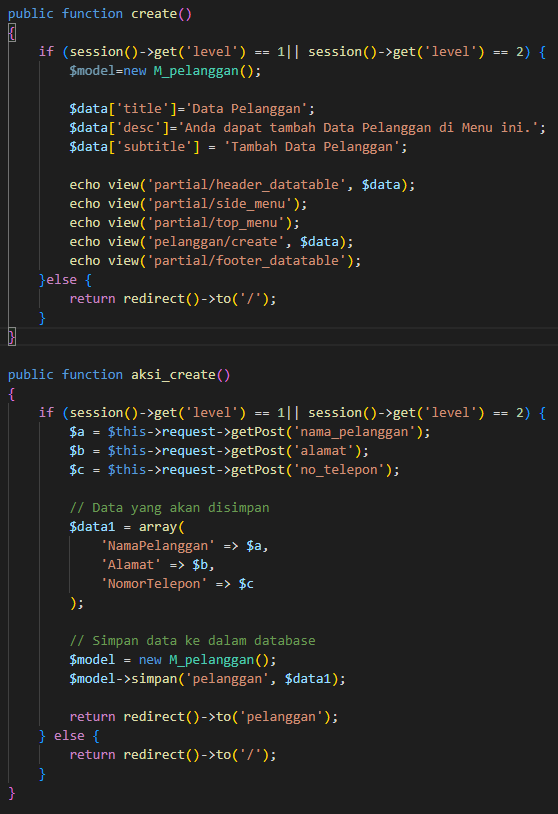 public function create()
{
    if (session()->get('level') == 1|| session()->get('level') == 2) {
        $model=new M_pelanggan();

        $data['title']='Data Pelanggan';
        $data['desc']='Anda dapat tambah Data Pelanggan di Menu ini.';
        $data['subtitle'] = 'Tambah Data Pelanggan';

        echo view('partial/header_datatable', $data);
        echo view('partial/side_menu');
        echo view('partial/top_menu');
        echo view('pelanggan/create', $data);
        echo view('partial/footer_datatable');
    }else {
        return redirect()->to('/');
    }
}

public function aksi_create()
{
    if (session()->get('level') == 1|| session()->get('level') == 2) {
        $a = $this->request->getPost('nama_pelanggan');
        $b = $this->request->getPost('alamat');
        $c = $this->request->getPost('no_telepon');

        // Data yang akan disimpan
        $data1 = array(
            'NamaPelanggan' => $a,
            'Alamat' => $b,
            'NomorTelepon' => $c
        );

        // Simpan data ke dalam database
        $model = new M_pelanggan();
        $model->simpan('pelanggan', $data1);

        return redirect()->to('pelanggan');
    } else {
        return redirect()->to('/');
    }
}